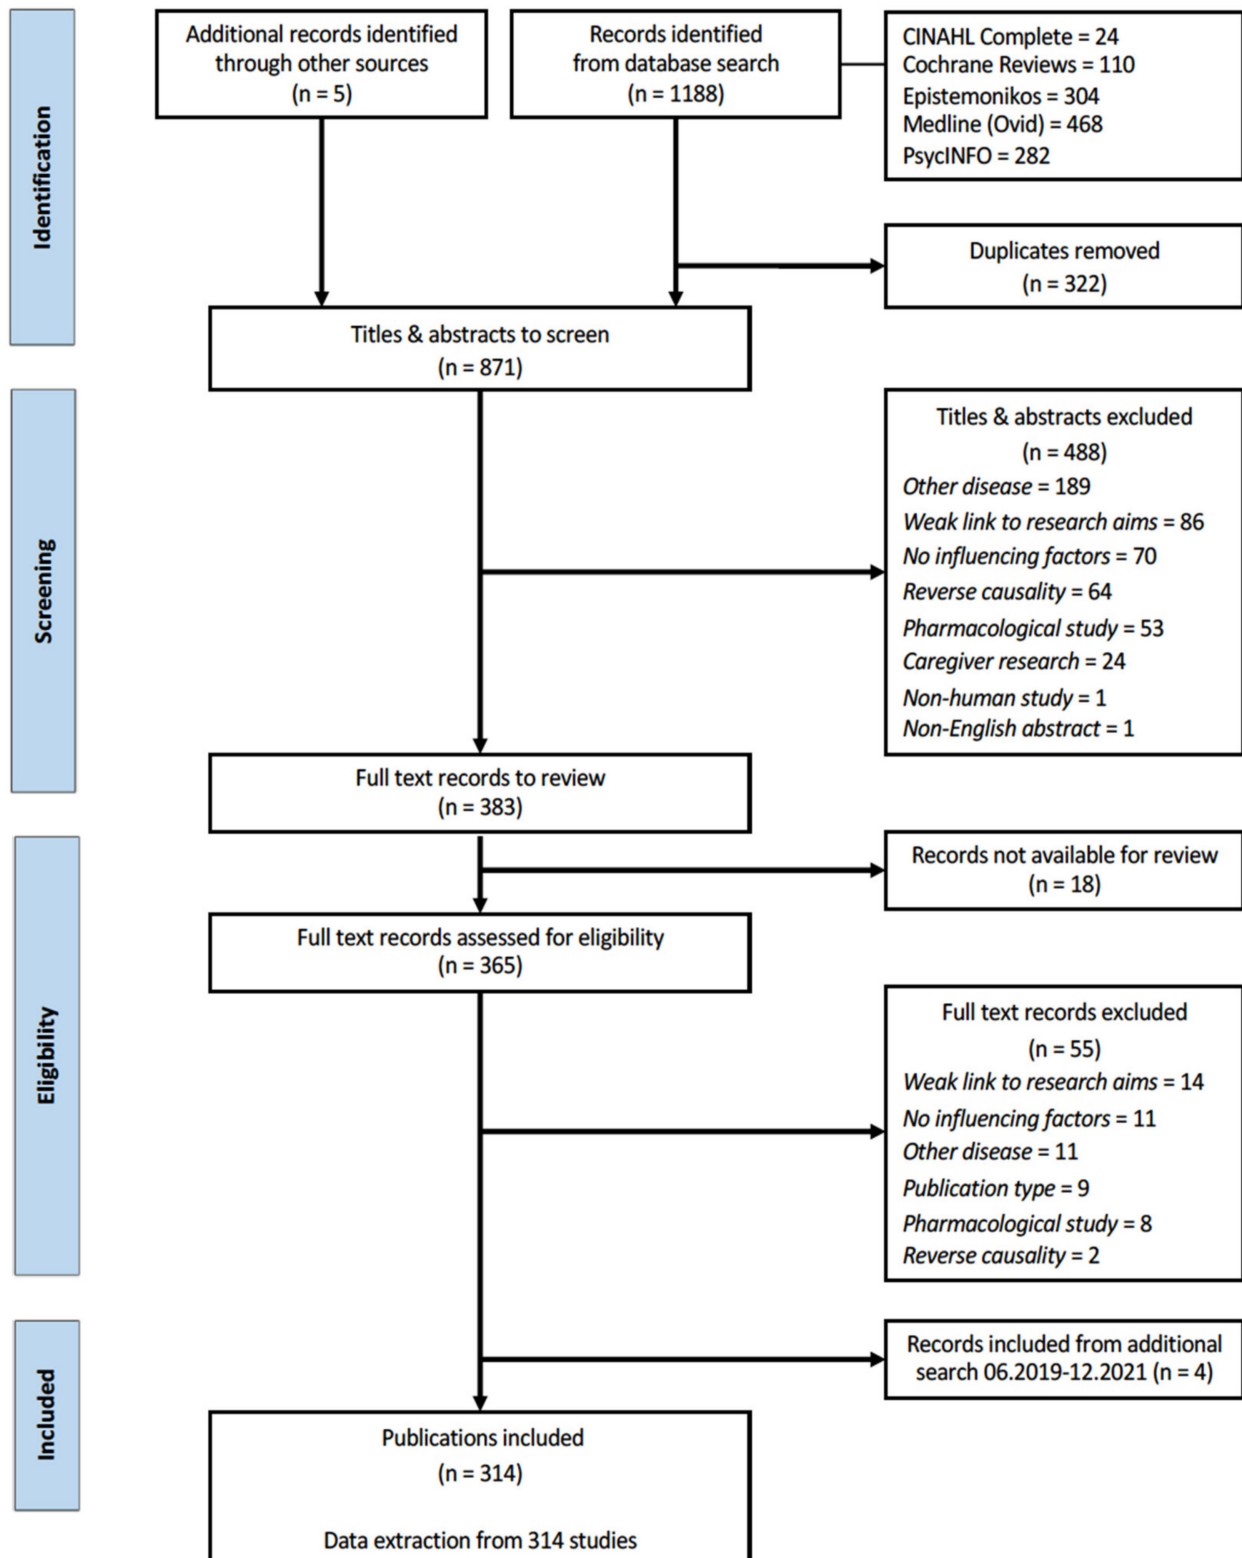 Identification
Additional records identified
through other sources
(n = 5)
Records identified
from database search
(n = 1188)
CINAHL Complete = 24
Cochrane Reviews = 110
Epistemonikos = 304
Medline (Ovid) = 468
PsycINFO = 282
Duplicates removed
(n = 322)
Titles & abstracts to screen
(n = 871)
Screening
Titles & abstracts excluded
(n = 488)
Other disease = 189
Weak link to research aims = 86
No influencing factors = 70
Reverse causality = 64
Pharmacological study = 53
Caregiver research = 24
Non-human study = 1
Non-English abstract = 1
Full text records to review
(n = 383)
Eligibility
Records not available for review
(n = 18)
Full text records assessed for eligibility
(n = 365)
Full text records excluded
(n = 55)
Weak link to research aims = 14
No influencing factors = 11
Other disease = 11
Publication type = 9
Pharmacological study = 8
Reverse causality = 2
Included
Records included from additional
search 06.2019-12.2021 (n = 4)
Publications included
(n = 314)
Data extraction from 314 studies